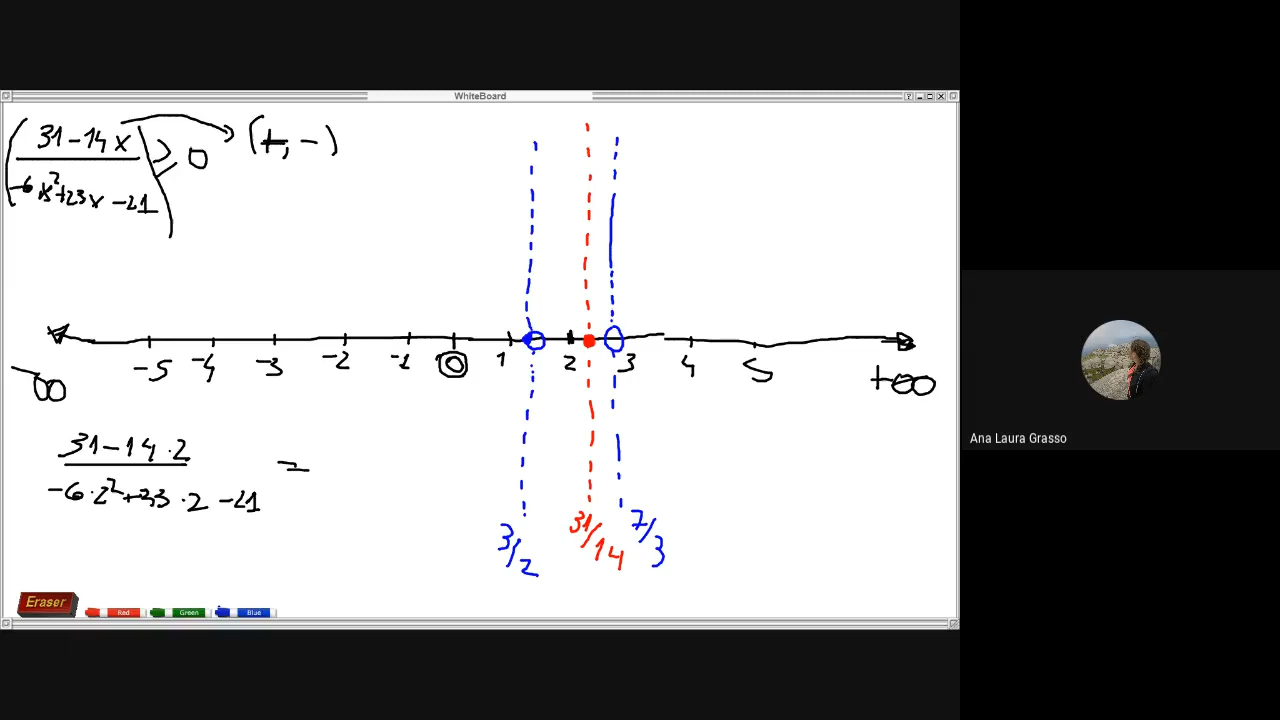 WhiteBoard
(31-14x / -6x²+23x-21) ≥ 0 → (+, -)
-5 -4 -3 -2 -1 0 1 2 3 4 5
-∞ +∞
31-14·2 / -6·2²+23·2-21 =
3/2 31/14 7/3
Ana Laura Grasso
Eraser Red Green Blue